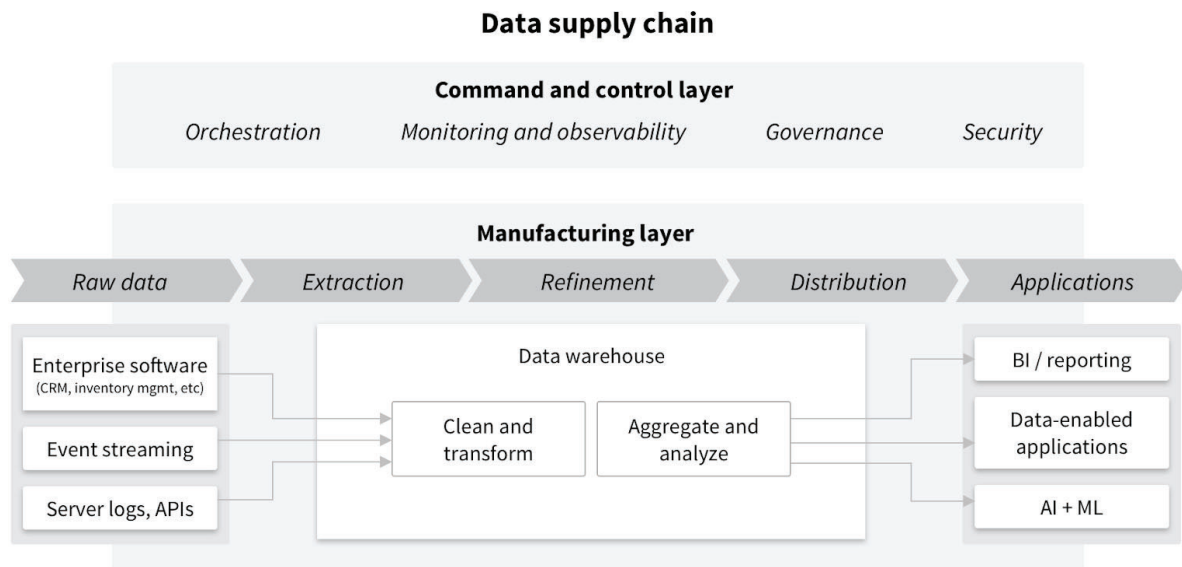 Data supply chain
Command and control layer
Orchestration Monitoring and observability Governance Security
Manufacturing layer
Raw data Extraction Refinement Distribution Applications
Enterprise software
(CRM, inventory mgmt, etc)
Event streaming
Server logs, APIs
Data warehouse
Clean and
transform
Aggregate and
analyze
BI / reporting
Data-enabled
applications
AI + ML